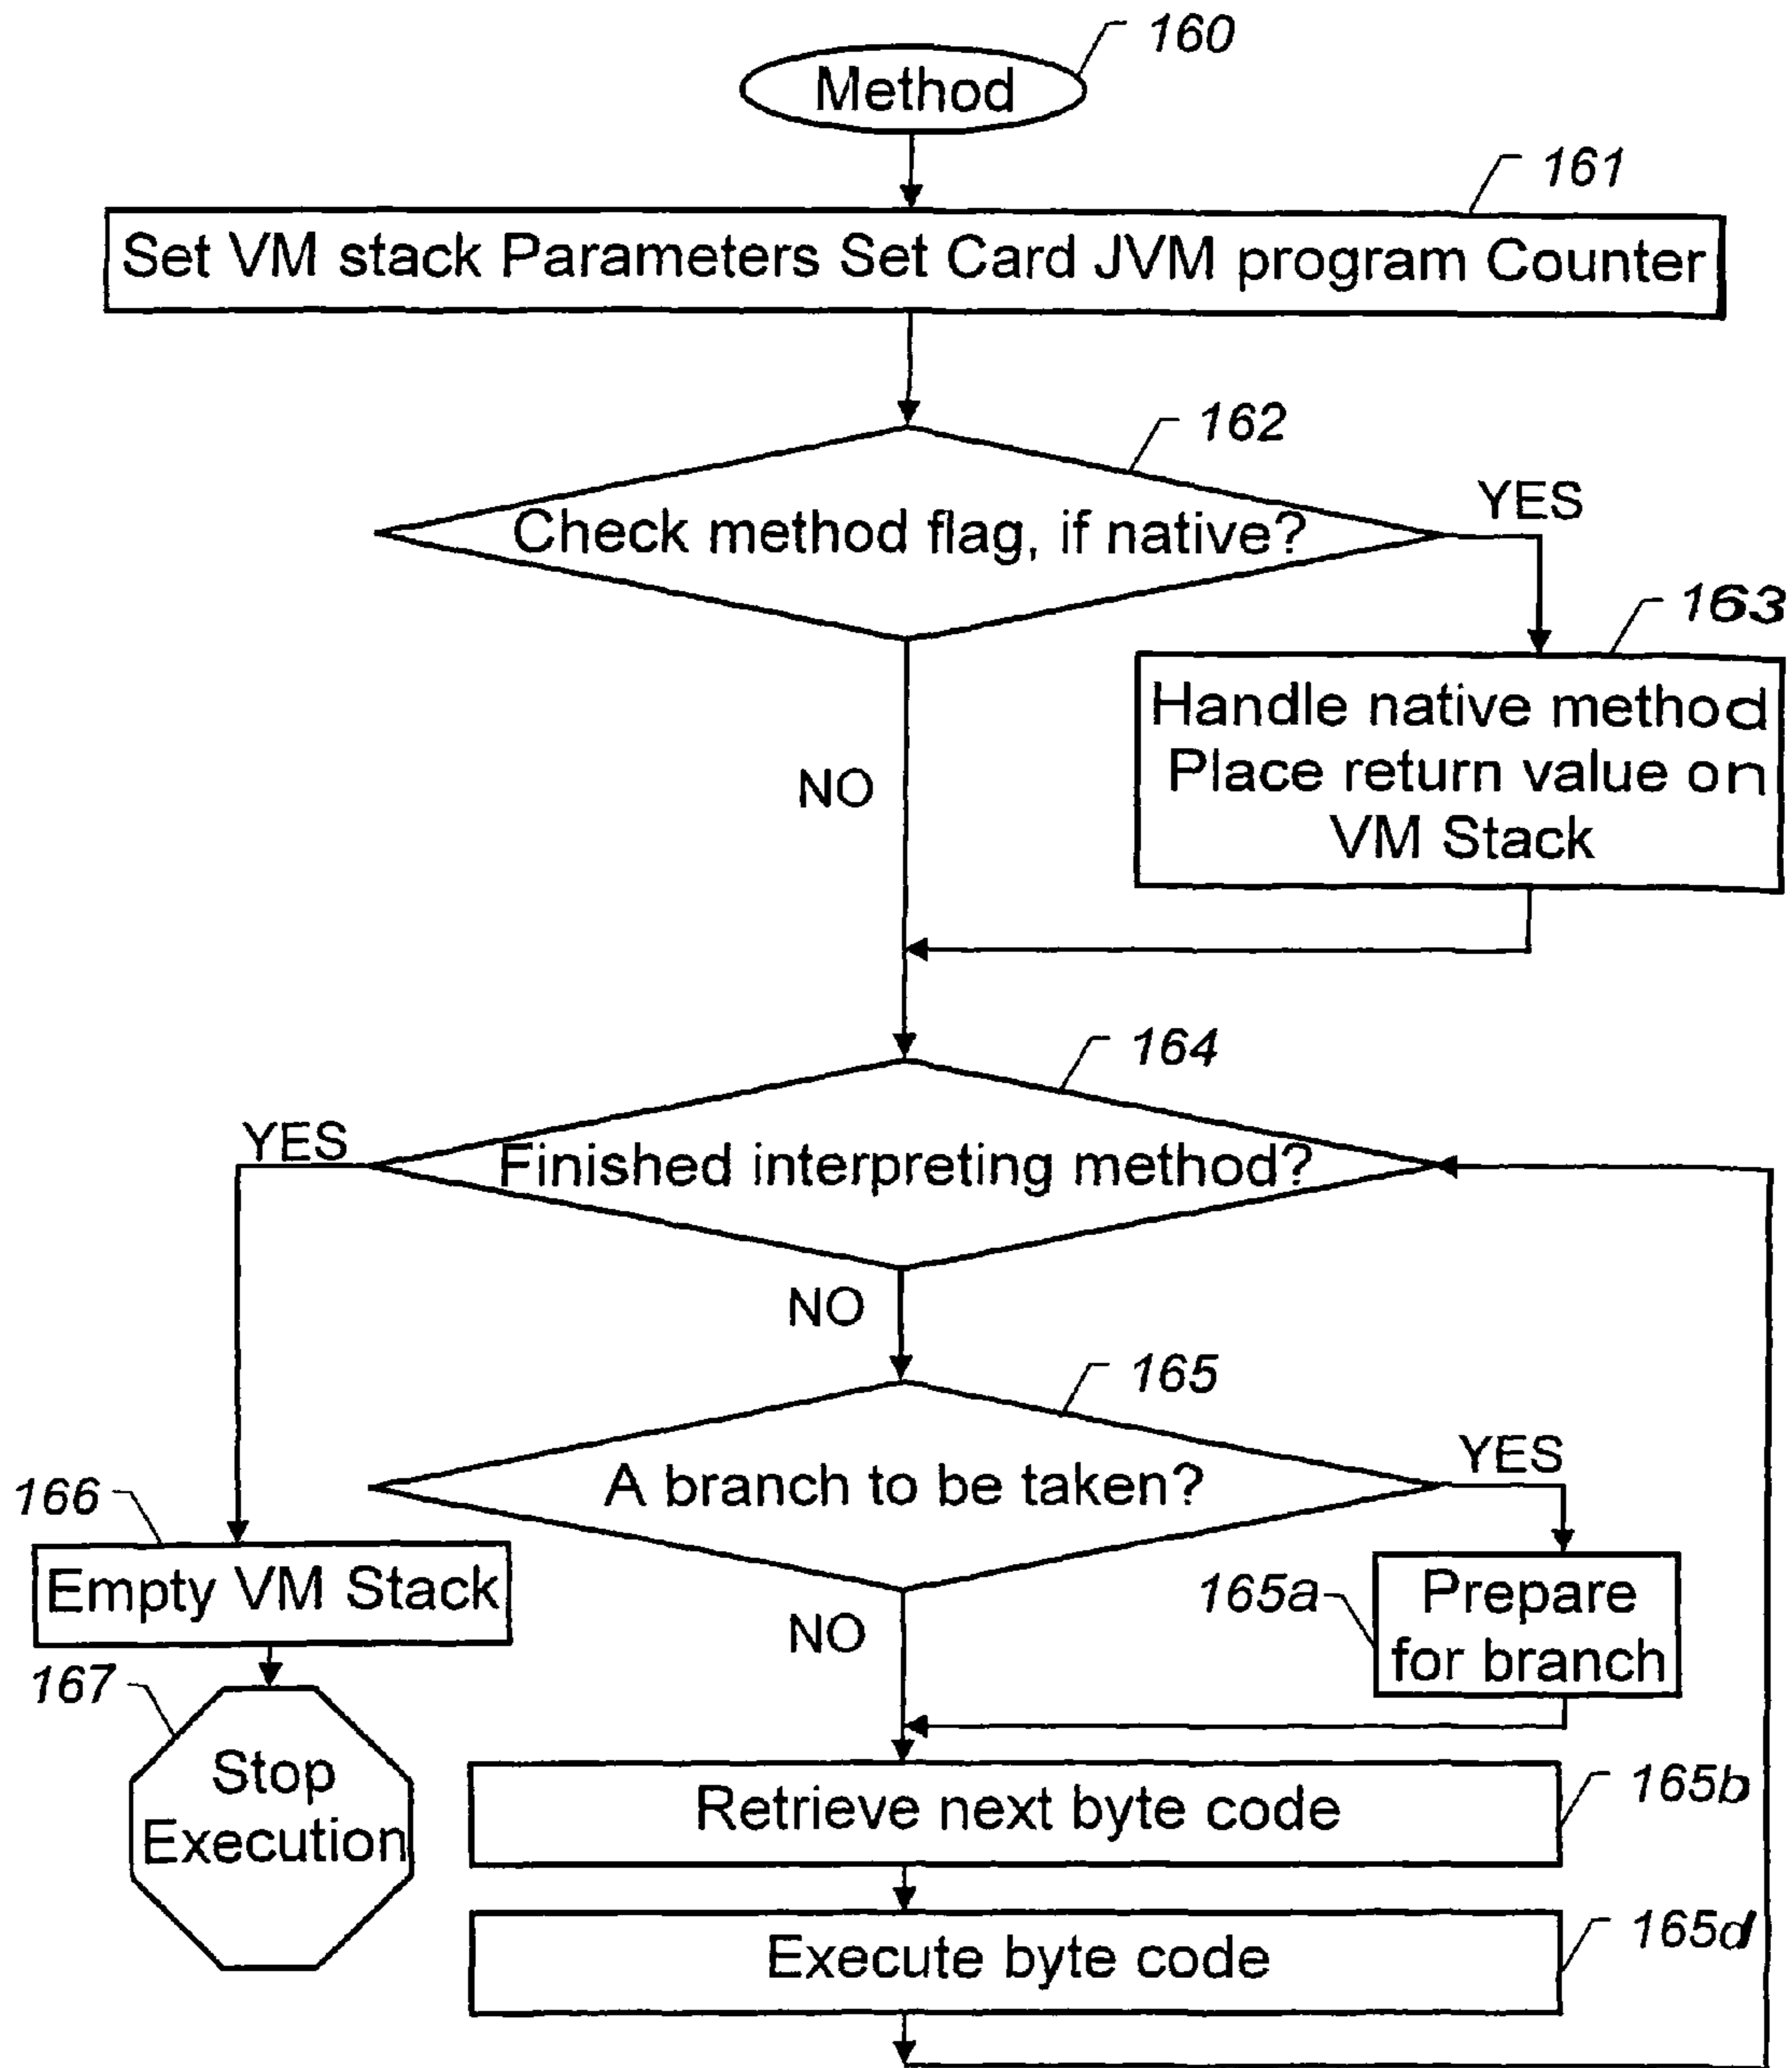 160
Method
161
Set VM stack Parameters Set Card JVM program Counter
162
Check method flag, if native?
YES
163
Handle native method
Place return value on
VM Stack
NO
164
YES
Finished interpreting method?
NO
165
A branch to be taken?
YES
166
Empty VM Stack
165a
Prepare
for branch
NO
167
Stop
Execution
Retrieve next byte code
165b
Execute byte code
165d